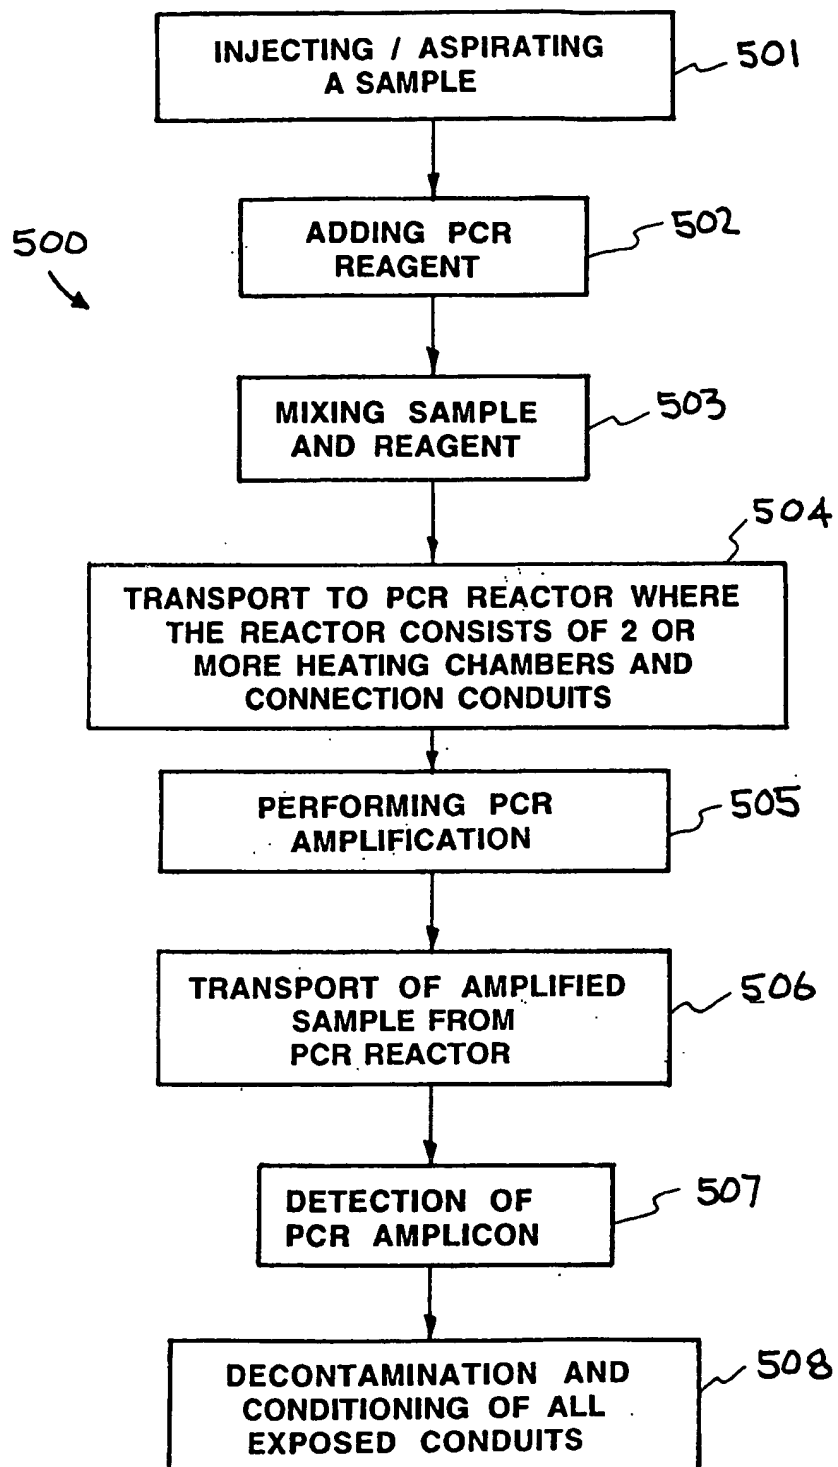 INJECTING / ASPIRATING
A SAMPLE
501
500
ADDING PCR
REAGENT
502
MIXING SAMPLE
AND REAGENT
503
504
TRANSPORT TO PCR REACTOR WHERE
THE REACTOR CONSISTS OF 2 OR
MORE HEATING CHAMBERS AND
CONNECTION CONDUITS
PERFORMING PCR
AMPLIFICATION
505
TRANSPORT OF AMPLIFIED
SAMPLE FROM
PCR REACTOR
506
DETECTION OF
PCR AMPLICON
507
DECONTAMINATION AND
CONDITIONING OF ALL
EXPOSED CONDUITS
508